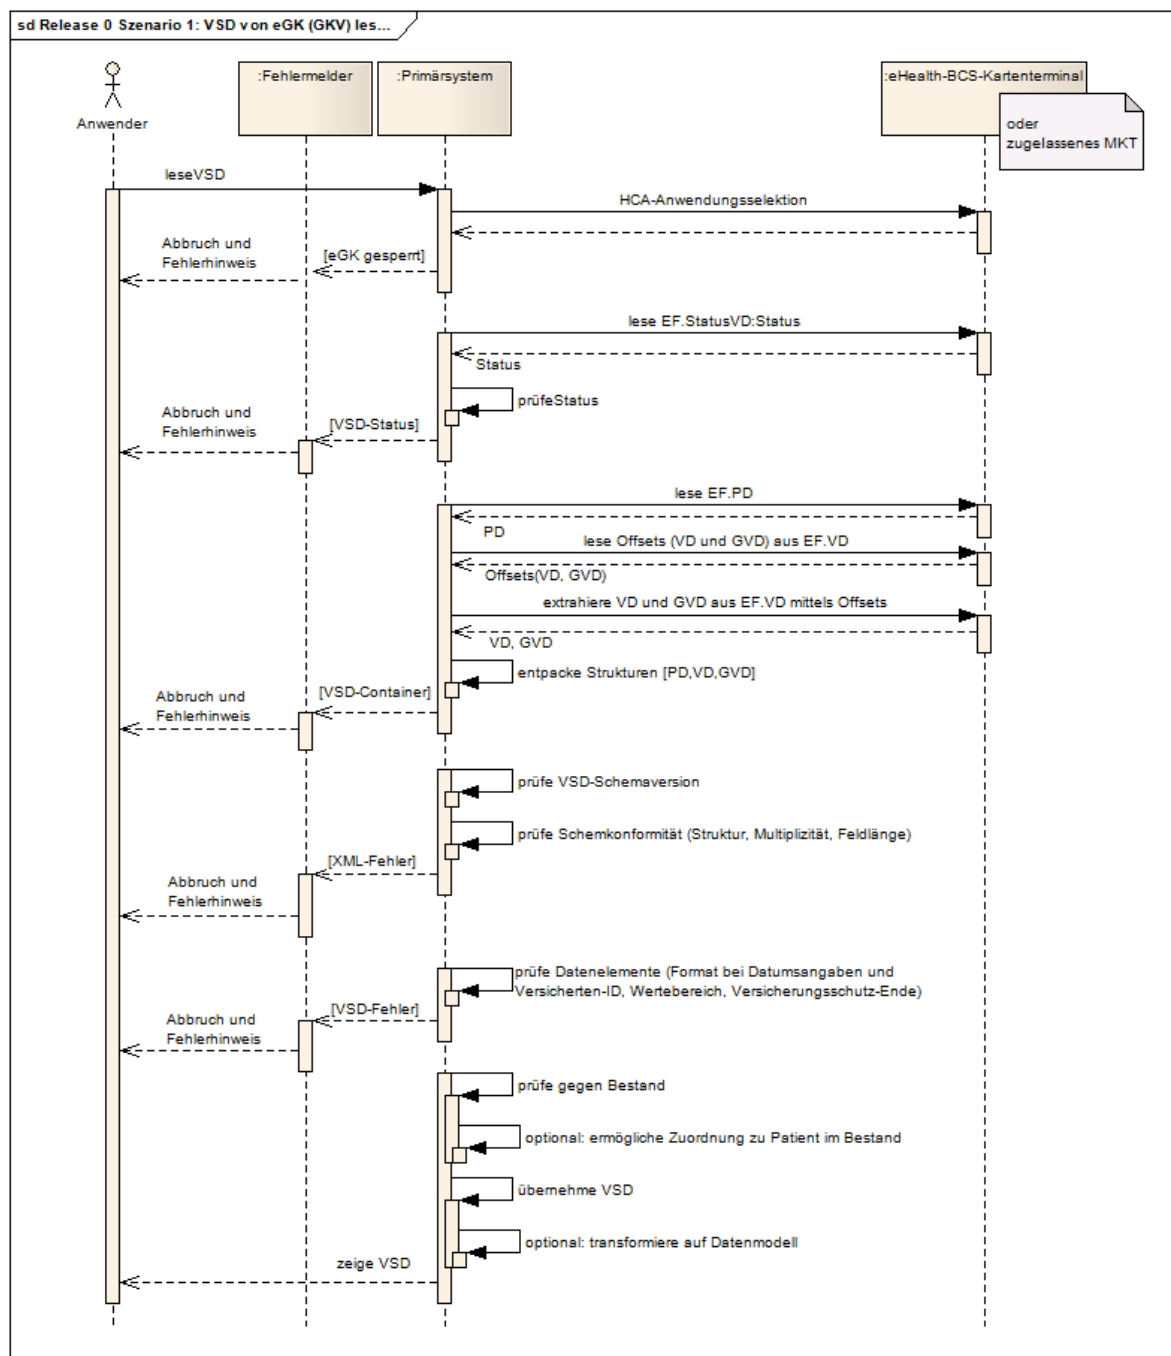 sd Release 0 Szenario 1: VSD von eGK (GKV) les...
:Fehlermelder
:Primärsystem
:eHealth-BCS-Kartenterminal
oder
zugelassenes MKT
Anwender
leseVSD
HCA-Anwendungsselektion
Abbruch und
Fehlerhinweis
[eGK gesperrt]
lese EF.StatusVD:Status
Status
prüfeStatus
Abbruch und
Fehlerhinweis
[VSD-Status]
lese EF.PD
PD
lese Offsets (VD und GVD) aus EF.VD
Offsets(VD, GVD)
extrahiere VD und GVD aus EF.VD mittels Offsets
VD, GVD
entpacke Strukturen [PD,VD,GVD]
[VSD-Container]
Abbruch und
Fehlerhinweis
prüfe VSD-Schemaversion
prüfe Schemkonformität (Struktur, Multiplizität, Feldlänge)
[XML-Fehler]
Abbruch und
Fehlerhinweis
prüfe Datenelemente (Format bei Datumsangaben und
Versicherten-ID, Wertebereich, Versicherungsschutz-Ende)
[VSD-Fehler]
Abbruch und
Fehlerhinweis
prüfe gegen Bestand
optional: ermögliche Zuordnung zu Patient im Bestand
übernehme VSD
optional: transformiere auf Datenmodell
zeige VSD